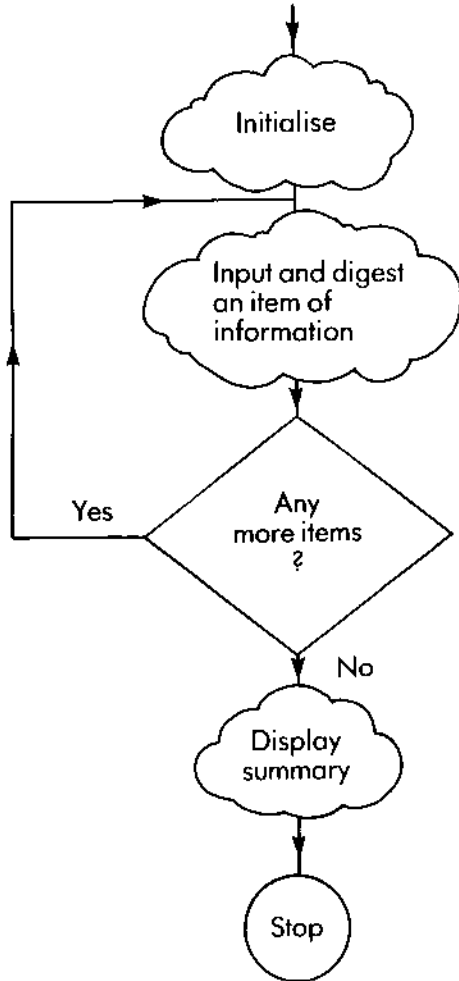 Initialise
Input and digest
an item of
information
Yes
Any
more items
?
No
Display
summary
Stop